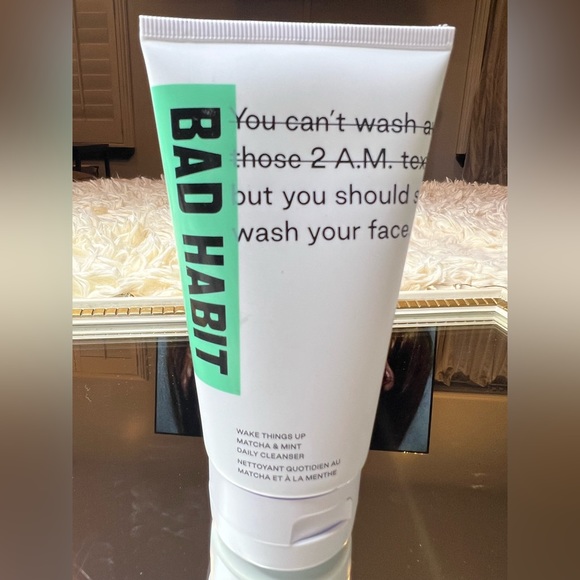 BAD HABIT
You can't wash
those 2 A.M.
but you should
wash your face
WAKE THINGS UP
MATCHA & MINT
DAILY CLEANSER
NETTOYANT QUOTIDIEN AU
MATCHA ET À LA MENTHE